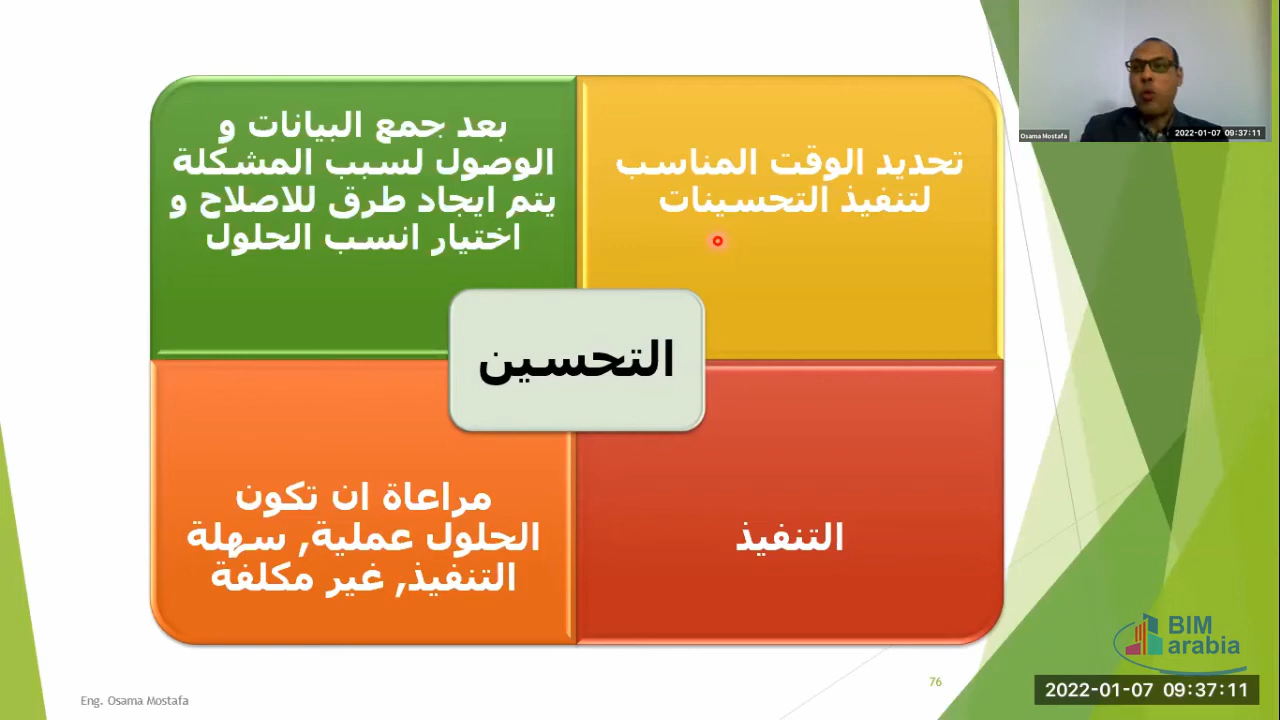 بعد جمع البيانات و
الوصول لسبب المشكلة
يتم ايجاد طرق للاصلاح و
اختيار انسب الحلول
تحديد الوقت المناسب
لتنفيذ التحسينات
التحسين
مراعاة ان تكون
الحلول عملية, سهلة
التنفيذ, غير مكلفة
التنفيذ
Osama Mostafa
2022-01-07 09:37:11
BIM
arabia
76
Eng. Osama Mostafa
2022-01-07 09:37:11